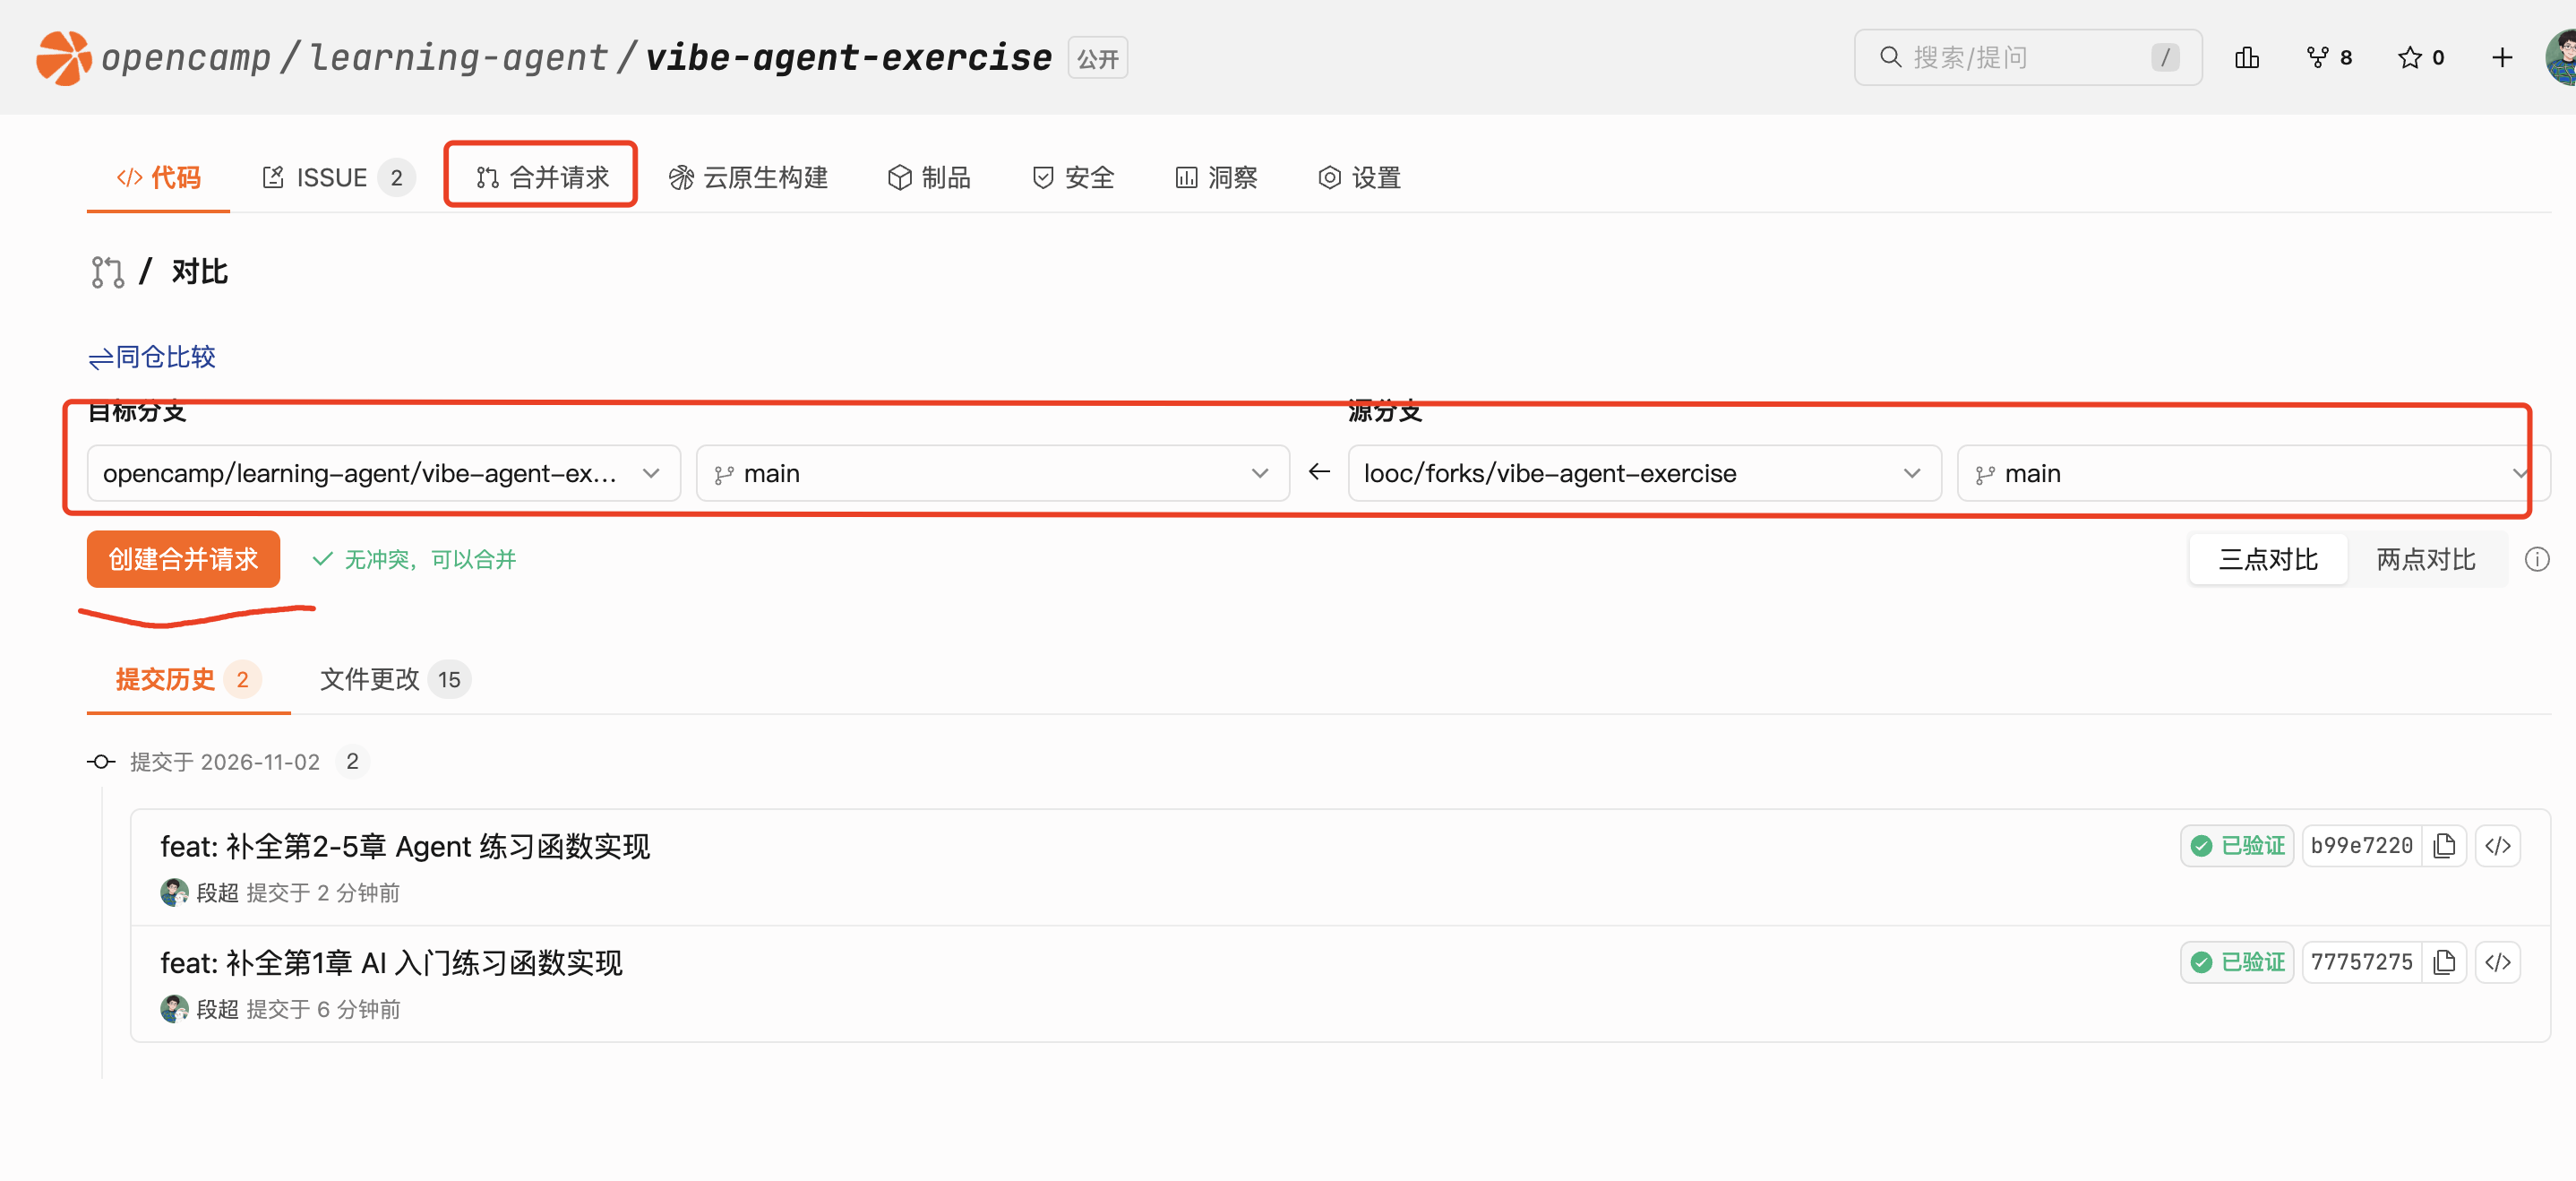 opencamp / learning-agent / vibe-agent-exercise 公开
搜索/提问 /
8
0
代码
ISSUE 2
合并请求
云原生构建
制品
安全
洞察
设置
/ 对比
同仓比较
目标分支
源分支
opencamp/learning-agent/vibe-agent-ex...
main
looc/forks/vibe-agent-exercise
main
创建合并请求
无冲突，可以合并
三点对比
两点对比
提交历史 2
文件更改 15
提交于 2026-11-02 2
feat: 补全第2-5章 Agent 练习函数实现
已验证
b99e7220
段超 提交于 2 分钟前
feat: 补全第1章 AI 入门练习函数实现
已验证
77757275
段超 提交于 6 分钟前